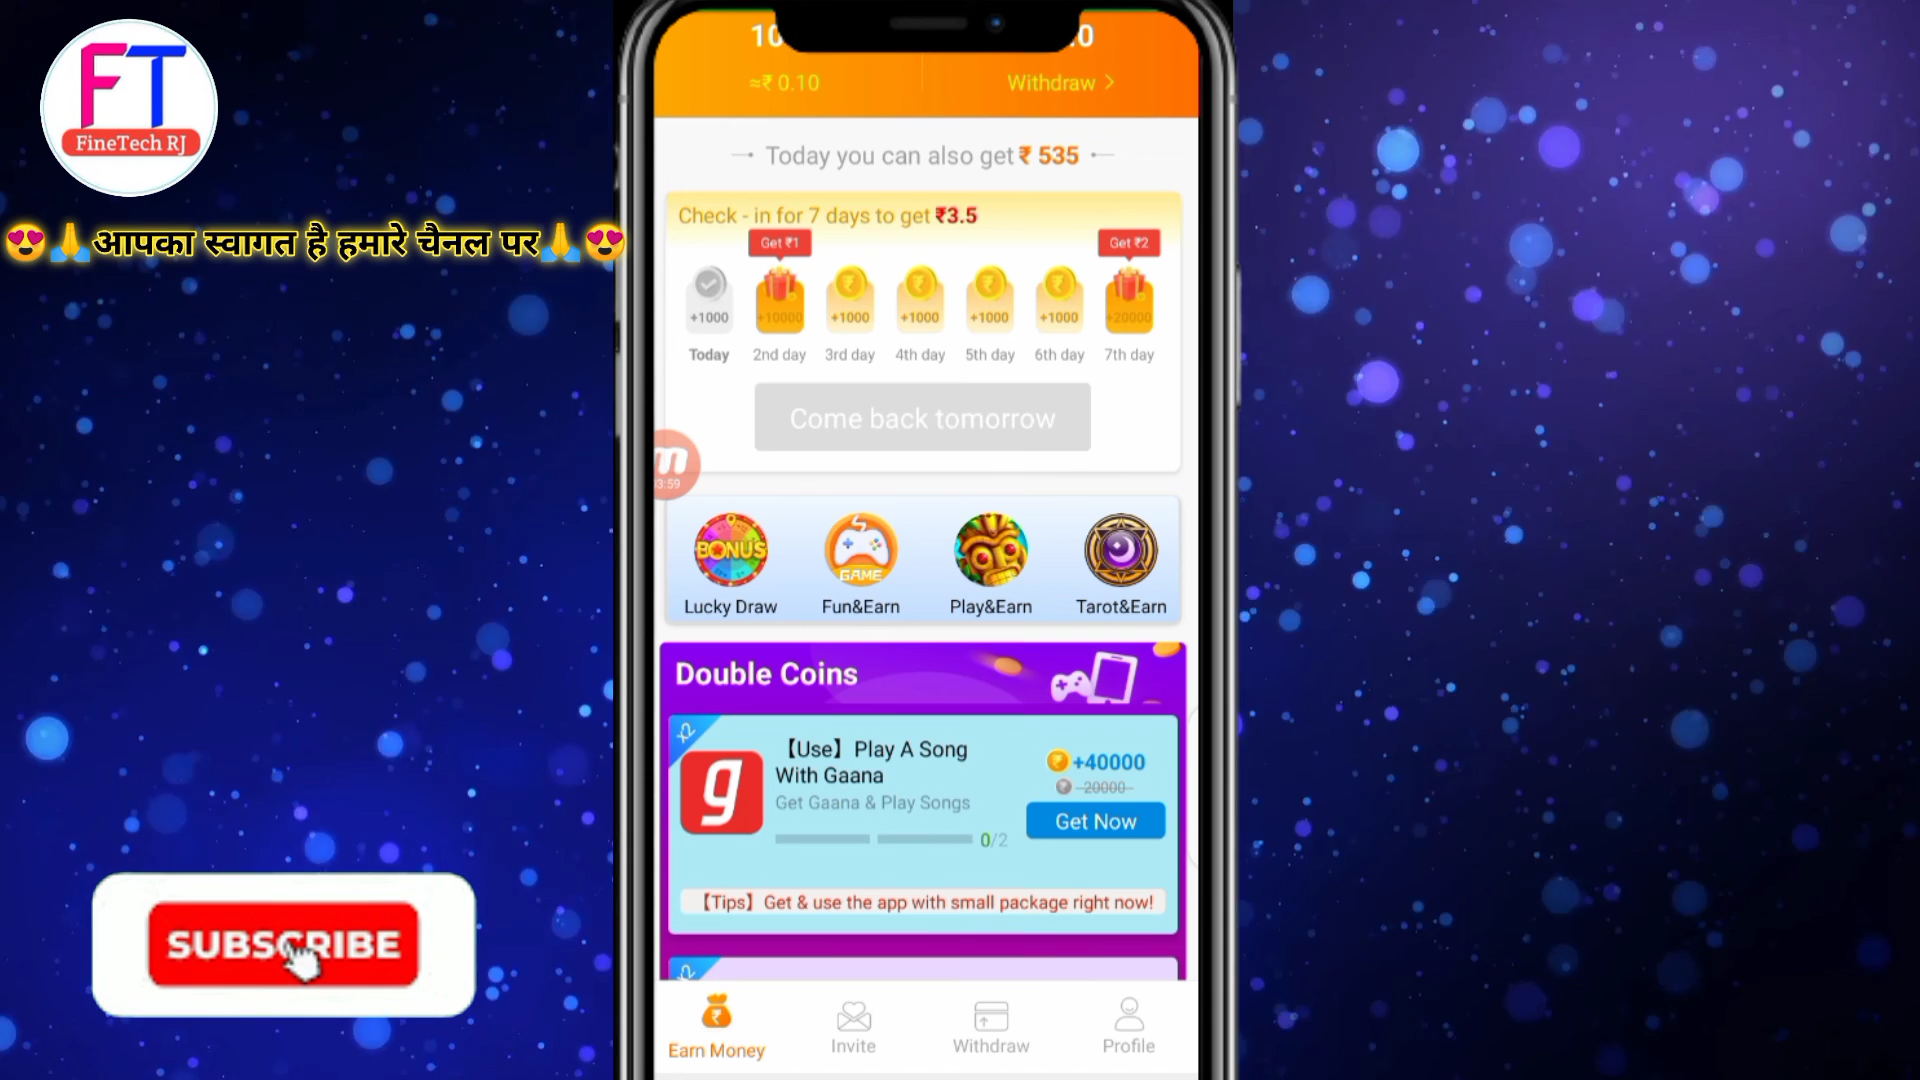 FT
FineTech RJ
😍🙏आपका स्वागत है हमारे चैनल पर🙏😍
SUBSCRIBE
≈₹ 0.10
Withdraw >
Today you can also get ₹ 535
Check - in for 7 days to get ₹3.5
Get ₹1
Get ₹2
+1000
+10000
+1000
+1000
+1000
+1000
+20000
Today
2nd day
3rd day
4th day
5th day
6th day
7th day
Come back tomorrow
m
3:59
BONUS
GAME
Lucky Draw
Fun&Earn
Play&Earn
Tarot&Earn
Double Coins
x2
【Use】Play A Song
With Gaana
+40000
20000
Get Gaana & Play Songs
g
Get Now
0/2
【Tips】Get & use the app with small package right now!
x2
Earn Money
Invite
Withdraw
Profile